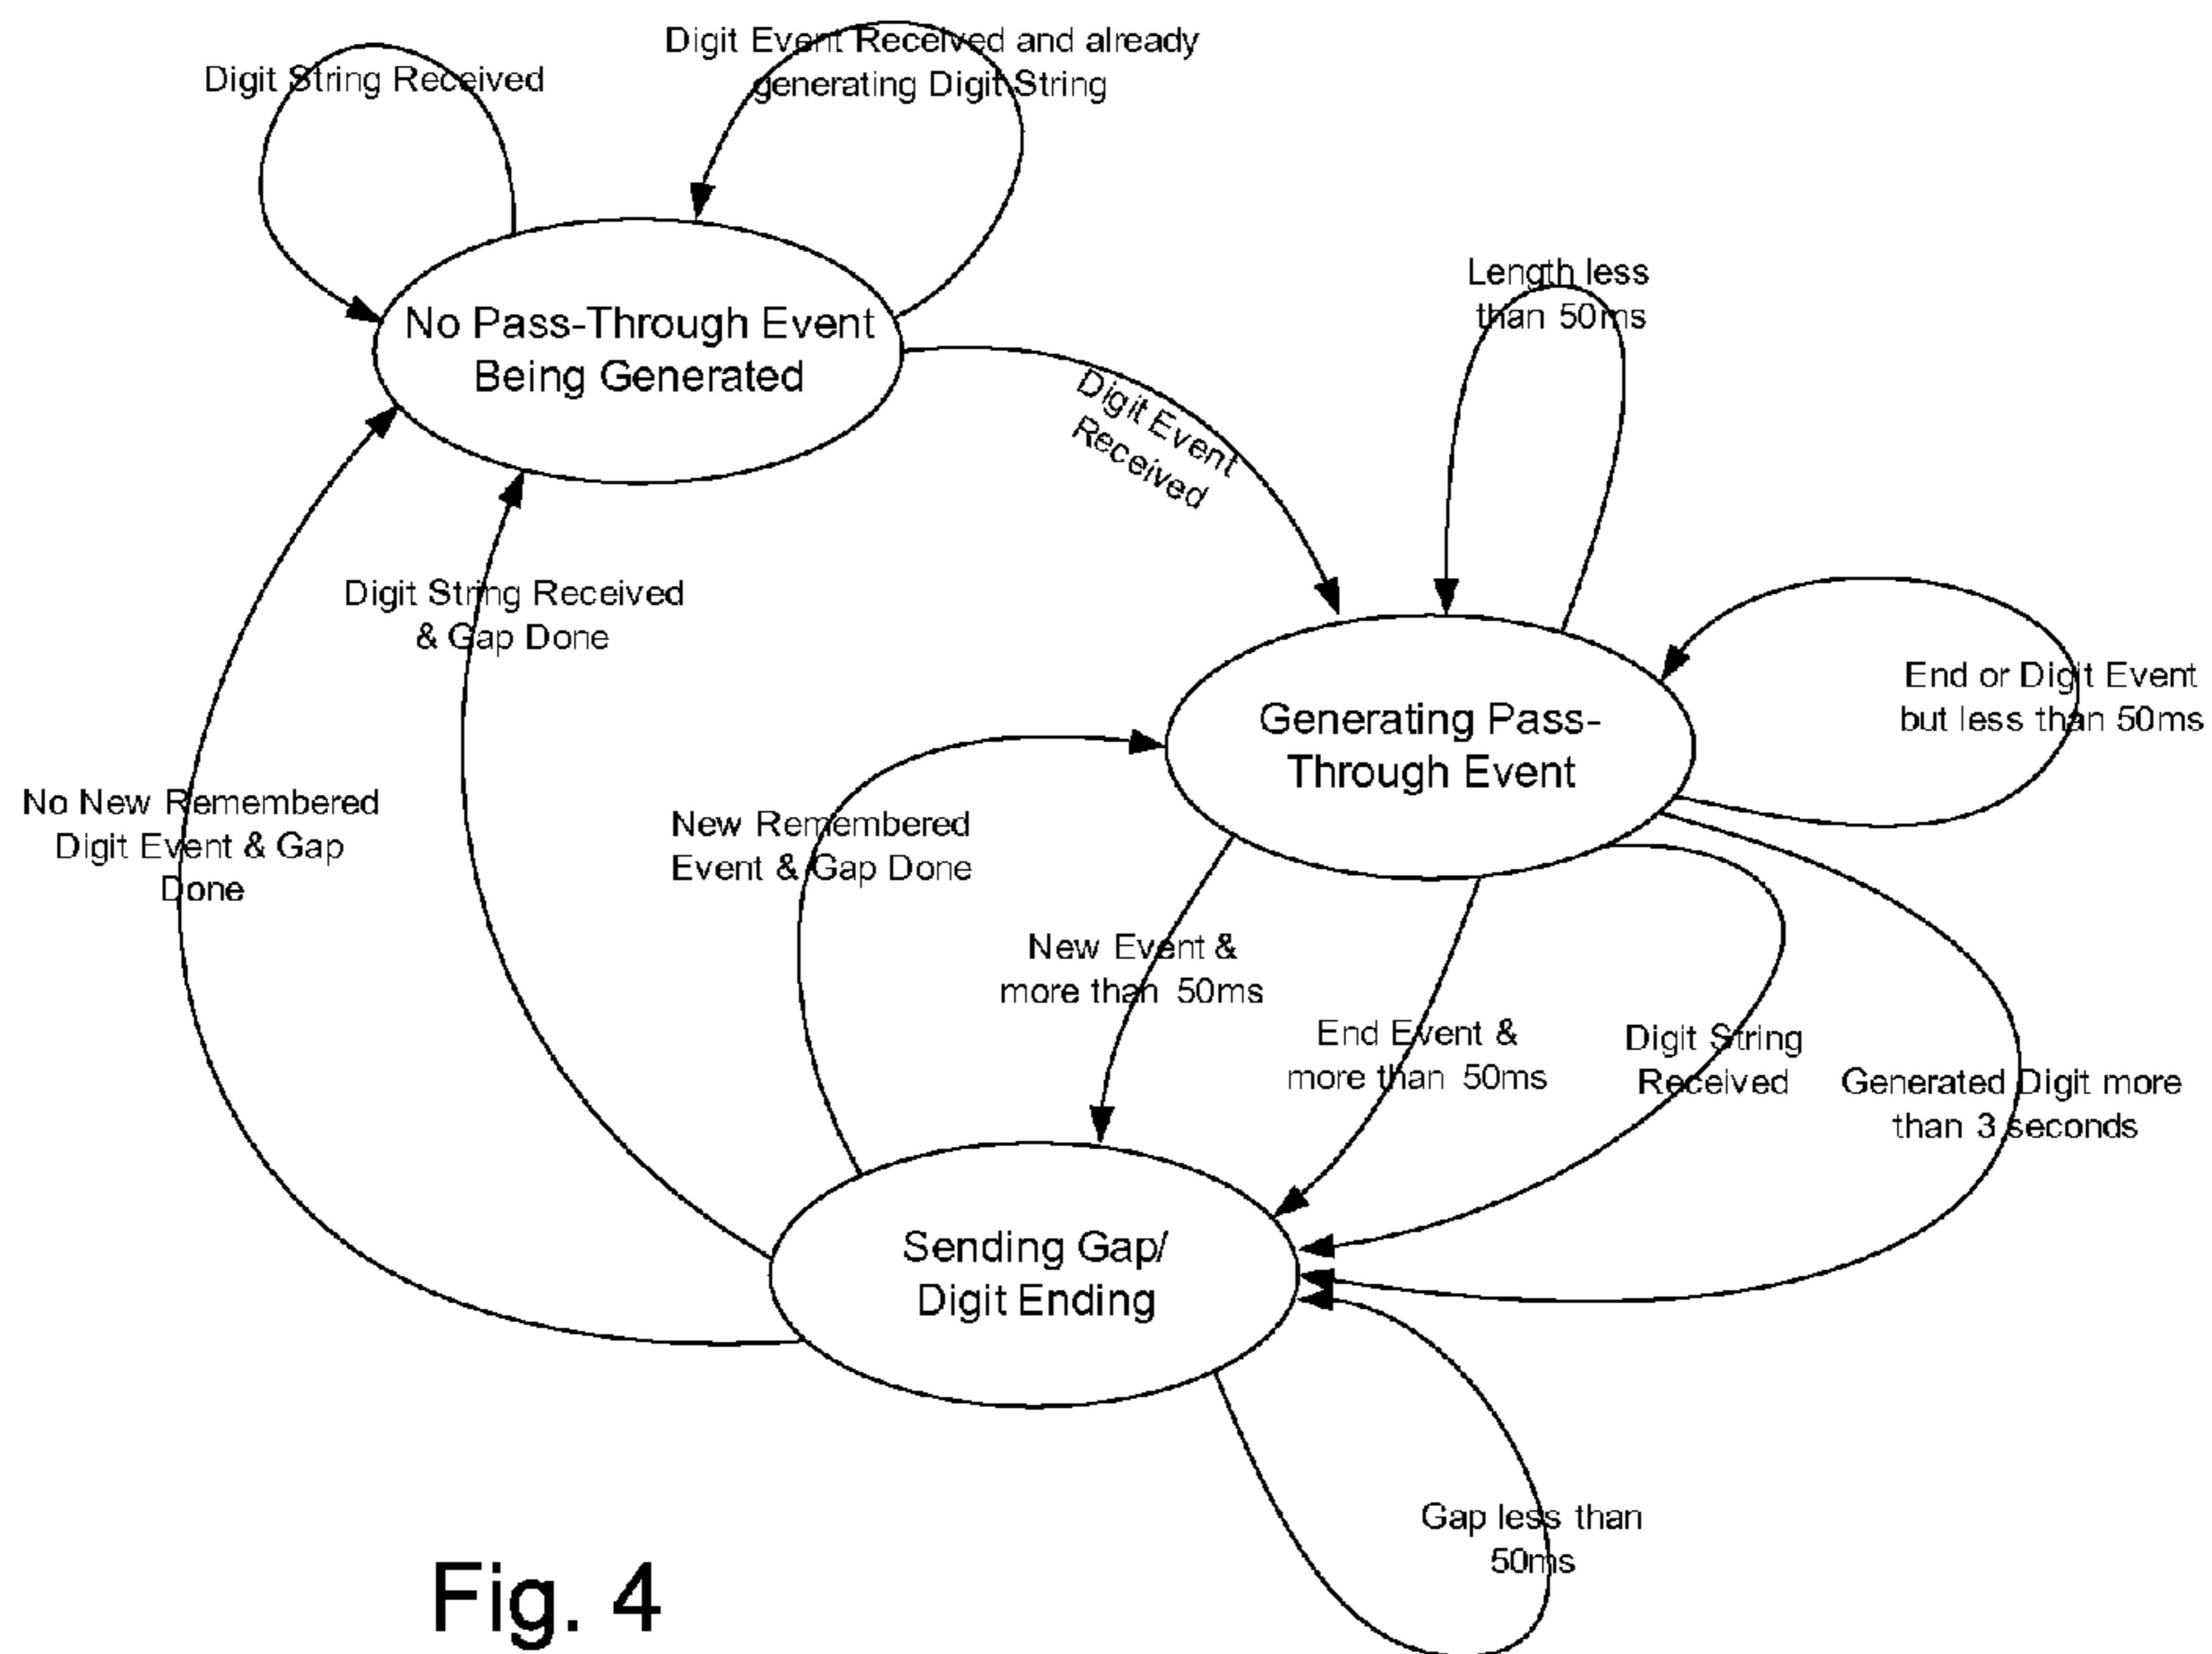 Digit String Received
Digit Event Received and already
generating Digit String
No Pass-Through Event
Being Generated
Length less
than 50ms
Digit Event
Received
Digit String Received
& Gap Done
End or Digit Event
but less than 50ms
Generating Pass-
Through Event
No New Remembered
Digit Event & Gap
Done
New Remembered
Event & Gap Done
New Event &
more than 50ms
End Event &
more than 50ms
Digit String
Received
Generated Digit more
than 3 seconds
Sending Gap/
Digit Ending
Gap less than
50ms
Fig. 4